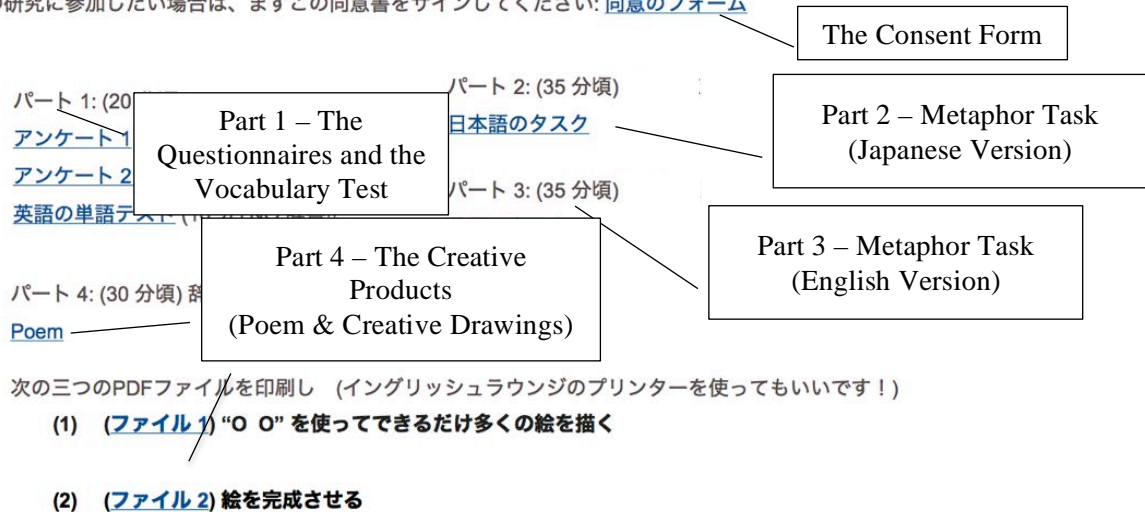 の研究に参加したい場合は、まずこの同意書をサインしてください: 同意のフォーム
The Consent Form
パート 1: (20
アンケート 1
アンケート 2
英語の単語テスト
Part 1 – The
Questionnaires and the
Vocabulary Test
パート 2: (35 分頃)
日本語のタスク
Part 2 – Metaphor Task
(Japanese Version)
パート 3: (35 分頃)
Part 3 – Metaphor Task
(English Version)
パート 4: (30 分頃) 辞
Poem
Part 4 – The Creative
Products
(Poem & Creative Drawings)
次の三つのPDFファイルを印刷し (イングリッシュラウンジのプリンターを使ってもいいです！)
(1) (ファイル 1) “O O” を使ってできるだけ多くの絵を描く
(2) (ファイル 2) 絵を完成させる